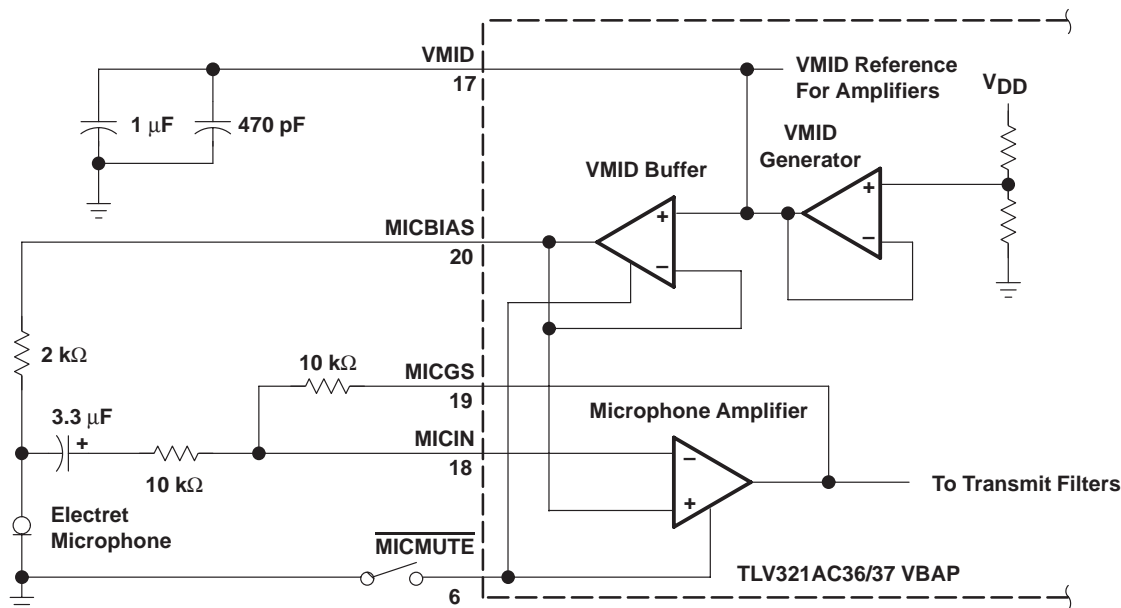 VMID
17
VMID Reference
For Amplifiers
VDD
1 μF
470 pF
VMID
Generator
+
–
VMID Buffer
+
–
MICBIAS
20
2 kΩ
10 kΩ
MICGS
19
Microphone Amplifier
3.3 μF
+
MICIN
18
10 kΩ
–
+
To Transmit Filters
Electret
Microphone
MICMUTE
6
TLV321AC36/37 VBAP